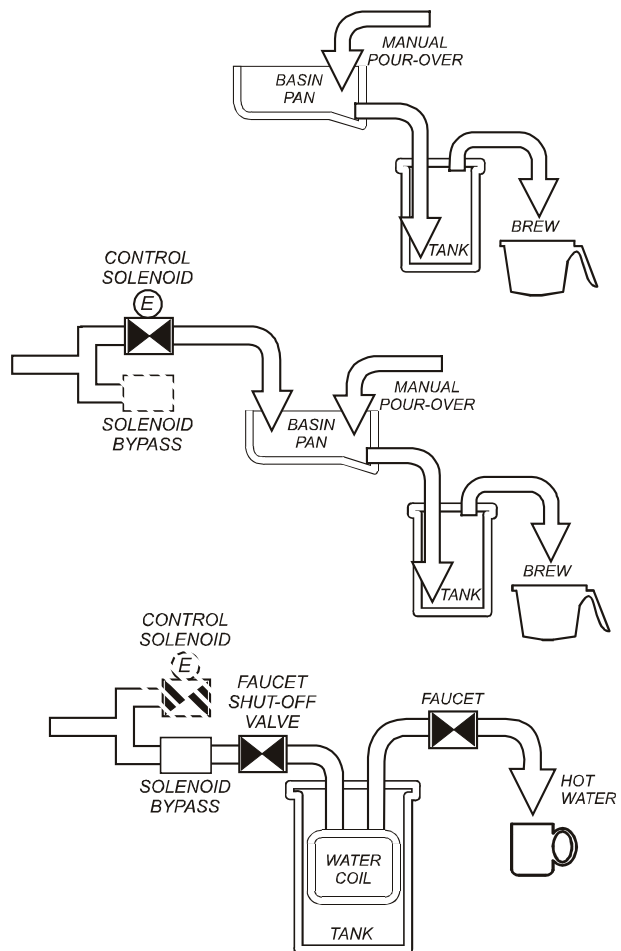 MANUAL
POUR-OVER
BASIN
PAN
TANK
BREW
CONTROL
SOLENOID
E
SOLENOID
BYPASS
MANUAL
POUR-OVER
BASIN
PAN
TANK
BREW
CONTROL
SOLENOID
E
FAUCET
SHUT-OFF
VALVE
FAUCET
SOLENOID
BYPASS
HOT
WATER
WATER
COIL
TANK